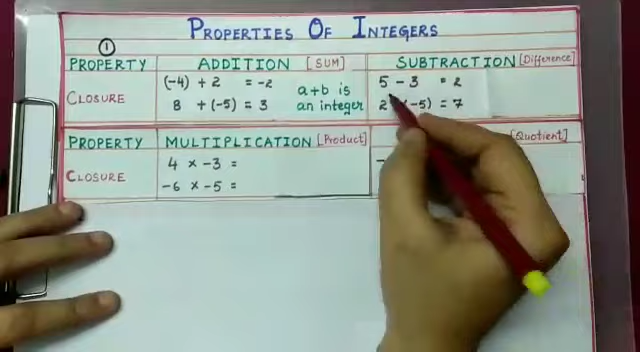 PROPERTIES OF INTEGERS
①
PROPERTY ADDITION [SUM] SUBTRACTION [Difference]
CLOSURE
(-4) + 2 = -2
8 + (-5) = 3
a+b is
an integer
5 - 3 = 2
2 (-5) = 7
PROPERTY MULTIPLICATION [Product] [Quotient]
CLOSURE
4 × -3 =
-6 × -5 =